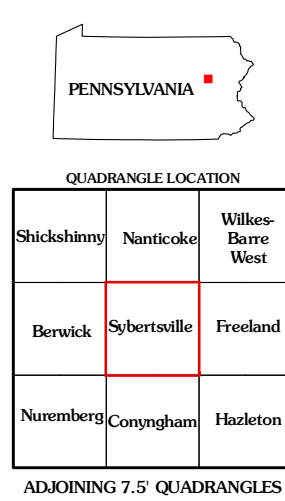 PENNSYLVANIA
QUADRANGLE LOCATION
Shickshinny
Nanticoke
Wilkes-
Barre
West
Berwick
Sybertsville
Freeland
Nuremberg
Conyngham
Hazleton
ADJOINING 7.5' QUADRANGLES